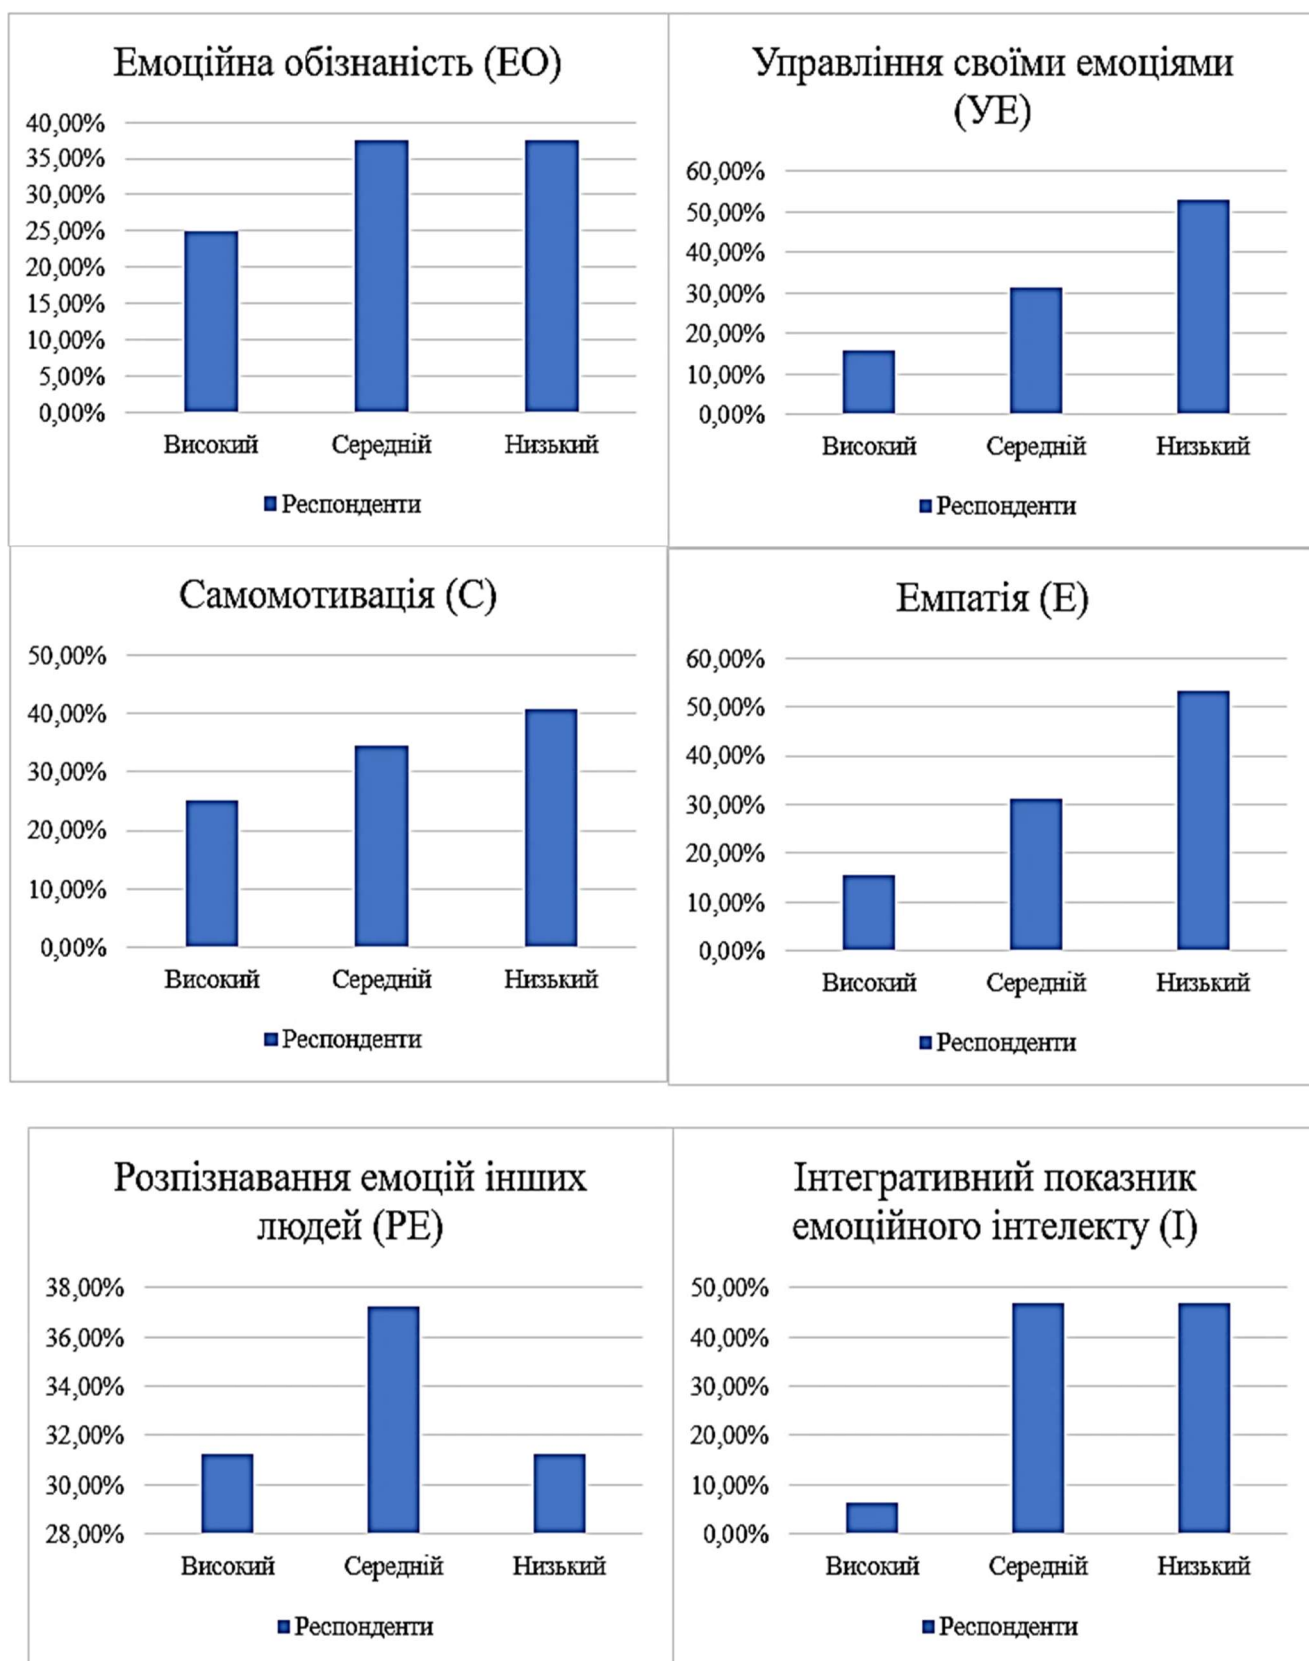 Емоційна обізнаність (ЕО)
40,00%
35,00%
30,00%
25,00%
20,00%
15,00%
10,00%
5,00%
0,00%
Високий Середній Низький
Респонденти
Управління своїми емоціями
(УЕ)
60,00%
50,00%
40,00%
30,00%
20,00%
10,00%
0,00%
Високий Середній Низький
Респонденти
Самомотивація (С)
50,00%
40,00%
30,00%
20,00%
10,00%
0,00%
Високий Середній Низький
Респонденти
Емпатія (Е)
60,00%
50,00%
40,00%
30,00%
20,00%
10,00%
0,00%
Високий Середній Низький
Респонденти
Розпізнавання емоцій інших
людей (РЕ)
38,00%
36,00%
34,00%
32,00%
30,00%
28,00%
Високий Середній Низький
Респонденти
Інтегративний показник
емоційного інтелекту (І)
50,00%
40,00%
30,00%
20,00%
10,00%
0,00%
Високий Середній Низький
Респонденти